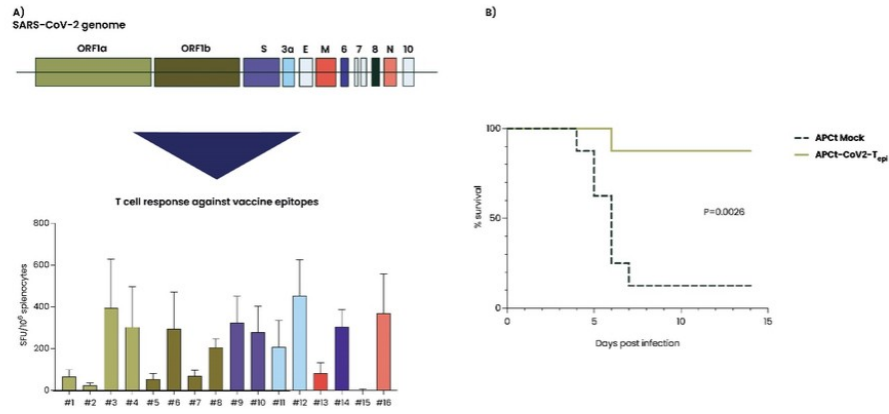 A)
SARS-CoV-2 genome
ORF1a ORF1b S 3a E M 6 7 8 N 10
T cell response against vaccine epitopes
SFU/10⁶ splenocytes
800
600
400
200
0
#1 #2 #3 #4 #5 #6 #7 #8 #9 #10 #11 #12 #13 #14 #15 #16
B)
% survival
100
50
0
0 5 10 15
Days post infection
P=0.0026
APCt Mock
APCt-CoV2-Tepi